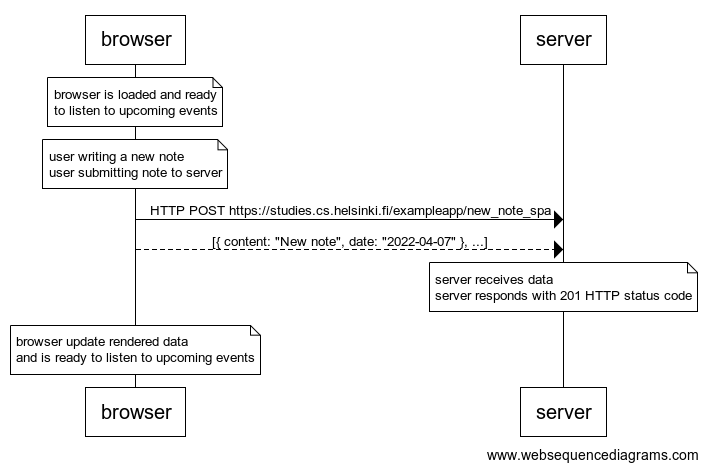 browser
server
browser is loaded and ready
to listen to upcoming events
user writing a new note
user submitting note to server
HTTP POST https://studies.cs.helsinki.fi/exampleapp/new_note_spa
[{ content: "New note", date: "2022-04-07" }, ...]
server receives data
server responds with 201 HTTP status code
browser update rendered data
and is ready to listen to upcoming events
browser
server
www.websequencediagrams.com